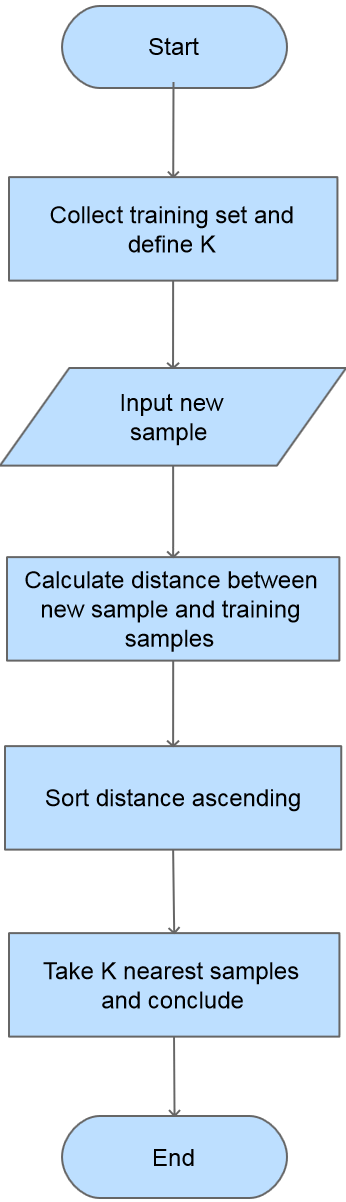 Start
Collect training set and
define K
Input new
sample
Calculate distance between
new sample and training
samples
Sort distance ascending
Take K nearest samples
and conclude
End